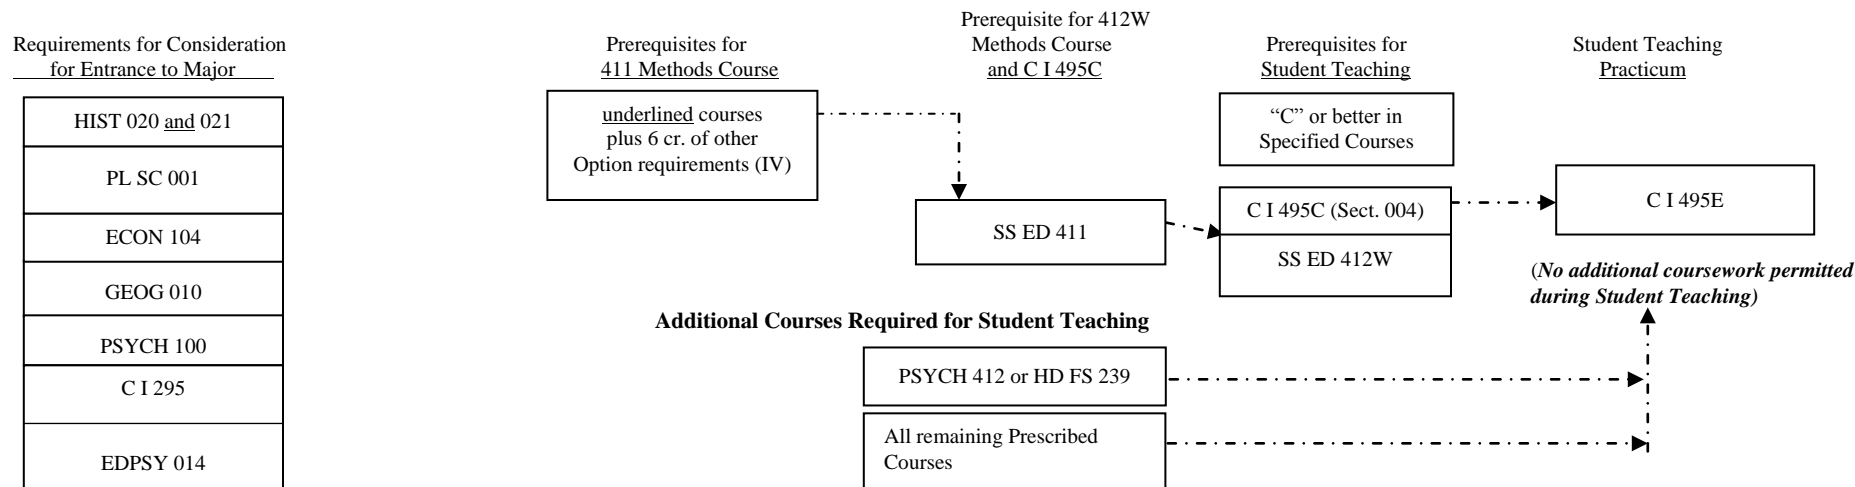 Requirements for Consideration
for Entrance to Major
HIST 020 and 021
PL SC 001
ECON 104
GEOG 010
PSYCH 100
C I 295
EDPSY 014
Prerequisites for
411 Methods Course
underlined courses
plus 6 cr. of other
Option requirements (IV)
Prerequisite for 412W
Methods Course
and C I 495C
SS ED 411
Prerequisites for
Student Teaching
“C” or better in
Specified Courses
C I 495C (Sect. 004)
SS ED 412W
Student Teaching
Practicum
C I 495E
(No additional coursework permitted
during Student Teaching)
Additional Courses Required for Student Teaching
PSYCH 412 or HD FS 239
All remaining Prescribed
Courses